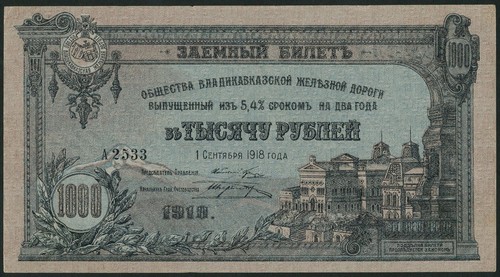 ЗАЕМНЫЙ БИЛЕТЪ
1000
ОБЩЕСТВА ВЛАДИКАВКАЗСКОЙ ЖЕЛѢЗНОЙ ДОРОГИ
ВЫПУЩЕННЫЙ ИЗЪ 5,4% СРОКОМЪ НА ДВА ГОДА
въ ТЫСЯЧУ РУБЛЕЙ
А 2533
1 СЕНТЯБРЯ 1918 ГОДА
1000
1918.